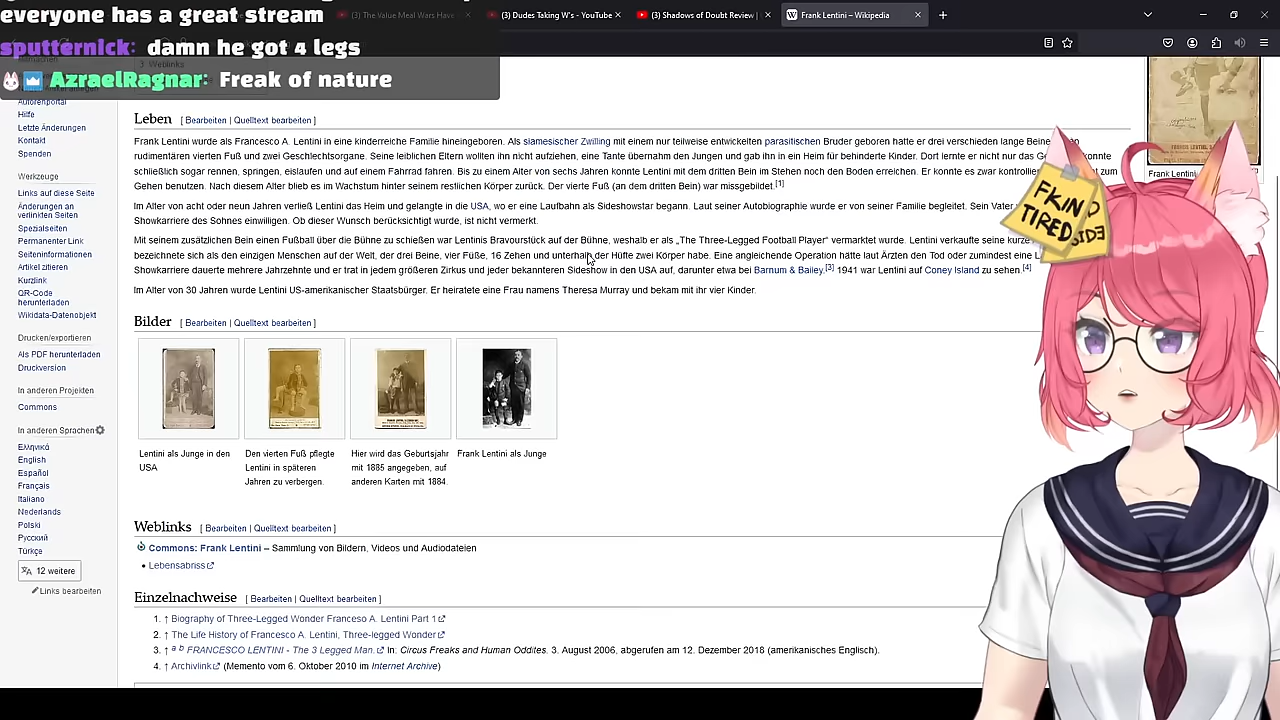 everyone has a great stream
sputternick: damn he got 4 legs
AzraelRagnar: Freak of nature
(3) The Value Meal Wars Have
(3) Dudes Taking W's - YouTube
(3) Shadows of Doubt Review |
Frank Lentini – Wikipedia
3 Weblinks
Autorenportal
Hilfe
Letzte Änderungen
Kontakt
Spenden
Werkzeuge
Links auf diese Seite
Änderungen an
verlinkten Seiten
Spezialseiten
Permanenter Link
Seiteninformationen
Artikel zitieren
Kurzlink
QR-Code
herunterladen
Wikidata-Datenobjekt
Drucken/exportieren
Als PDF herunterladen
Druckversion
In anderen Projekten
Commons
In anderen Sprachen
Ελληνικά
English
Español
Français
Italiano
Nederlands
Polski
Русский
Türkçe
12 weitere
Links bearbeiten
Leben [ Bearbeiten | Quelltext bearbeiten ]
Frank Lentini wurde als Francesco A. Lentini in eine kinderreiche Familie hineingeboren. Als siamesischer Zwilling mit einem nur teilweise entwickelten parasitischen Bruder geboren hatte er drei verschieden lange Beine
rudimentären vierten Fuß und zwei Geschlechtsorgane. Seine leiblichen Eltern wollten ihn nicht aufziehen, eine Tante übernahm den Jungen und gab ihn in ein Heim für behinderte Kinder. Dort lernte er nicht nur das konnte
schließlich sogar rennen, springen, eislaufen und auf einem Fahrrad fahren. Bis zu einem Alter von sechs Jahren konnte Lentini mit dem dritten Bein im Stehen noch den Boden erreichen. Er konnte es zwar kontrollieren zum
Gehen benutzen. Nach diesem Alter blieb es im Wachstum hinter seinem restlichen Körper zurück. Der vierte Fuß (an dem dritten Bein) war missgebildet.[1]
Im Alter von acht oder neun Jahren verließ Lentini das Heim und gelangte in die USA, wo er eine Laufbahn als Sideshowstar begann. Laut seiner Autobiographie wurde er von seiner Familie begleitet. Sein Vater
Showkarriere des Sohnes einwilligen. Ob dieser Wunsch berücksichtigt wurde, ist nicht vermerkt.
Mit seinem zusätzlichen Bein einen Fußball über die Bühne zu schießen war Lentinis Bravourstück auf der Bühne, weshalb er als „The Three-Legged Football Player“ vermarktet wurde. Lentini verkaufte seine
bezeichnete sich als den einzigen Menschen auf der Welt, der drei Beine, vier Füße, 16 Zehen und unterhalb der Hüfte zwei Körper habe. Eine angleichende Operation hätte laut Ärzten den Tod oder zumindest eine
Showkarriere dauerte mehrere Jahrzehnte und er trat in jedem größeren Zirkus und jeder bekannteren Sideshow in den USA auf, darunter etwa bei Barnum & Bailey.[3] 1941 war Lentini auf Coney Island zu sehen.[4]
Im Alter von 30 Jahren wurde Lentini US-amerikanischer Staatsbürger. Er heiratete eine Frau namens Theresa Murray und bekam mit ihr vier Kinder.
Frank Lentini
FKIN
TIRED
SIDE
Bilder [ Bearbeiten | Quelltext bearbeiten ]
Lentini als Junge in den
USA
Den vierten Fuß pflegte
Lentini in späteren
Jahren zu verbergen.
Hier wird das Geburtsjahr
mit 1885 angegeben, auf
anderen Karten mit 1884.
Frank Lentini als Junge
Weblinks [ Bearbeiten | Quelltext bearbeiten ]
Commons: Frank Lentini – Sammlung von Bildern, Videos und Audiodateien
• Lebensabriss
Einzelnachweise [ Bearbeiten | Quelltext bearbeiten ]
1. ↑ Biography of Three-Legged Wonder Franceso A. Lentini Part 1
2. ↑ The Life History of Francesco A. Lentini, Three-legged Wonder
3. ↑ a b FRANCESCO LENTINI - The 3 Legged Man. In: Circus Freaks and Human Oddites. 3. August 2006, abgerufen am 12. Dezember 2018 (amerikanisches Englisch).
4. ↑ Archivlink (Memento vom 6. Oktober 2010 im Internet Archive)